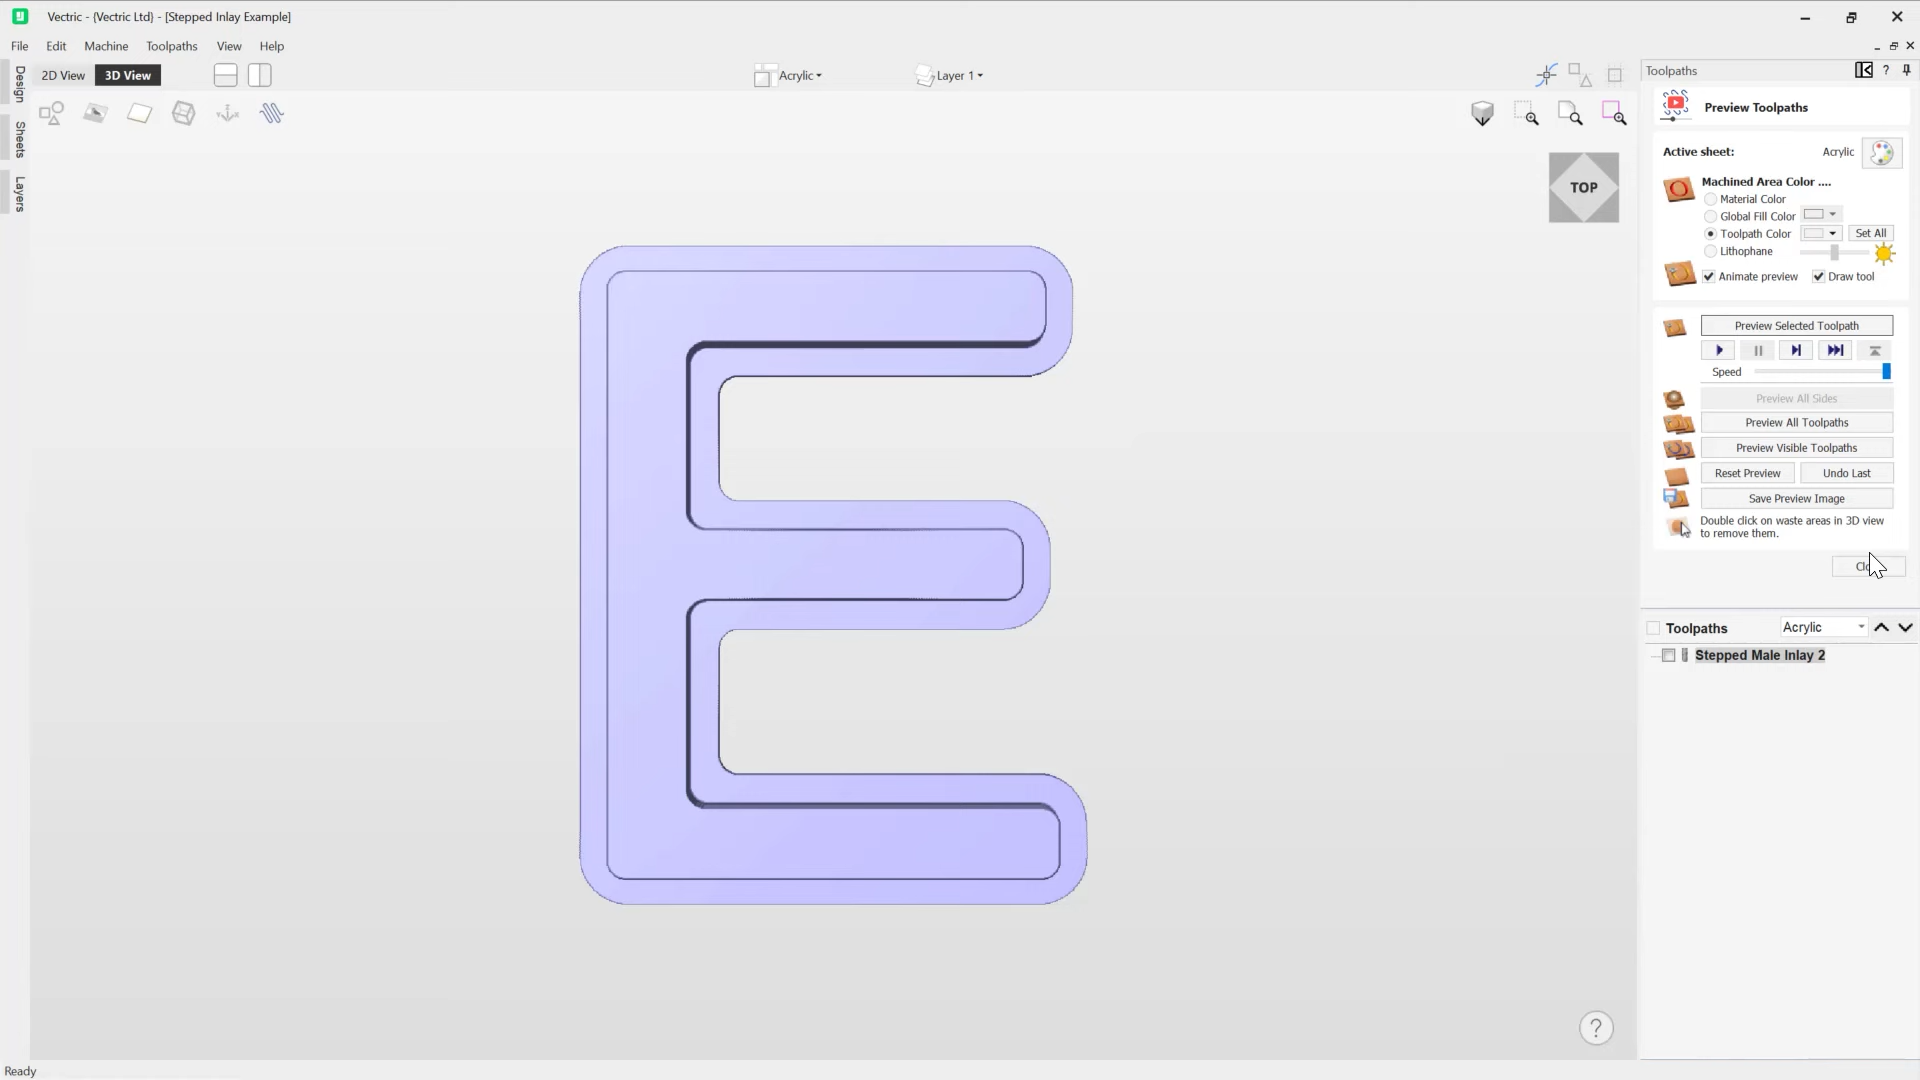 Vectric - {Vectric Ltd} - [Stepped Inlay Example]
File Edit Machine Toolpaths View Help
2D View 3D View Acrylic Layer 1
Design
Sheets
Layers
TOP
Toolpaths ?
Preview Toolpaths
Active sheet: Acrylic
Machined Area Color ....
Material Color
Global Fill Color
Toolpath Color Set All
Lithophane
Animate preview Draw tool
Preview Selected Toolpath
Speed
Preview All Sides
Preview All Toolpaths
Preview Visible Toolpaths
Reset Preview Undo Last
Save Preview Image
Double click on waste areas in 3D view
to remove them.
Toolpaths Acrylic
Stepped Male Inlay 2
E
?
Ready